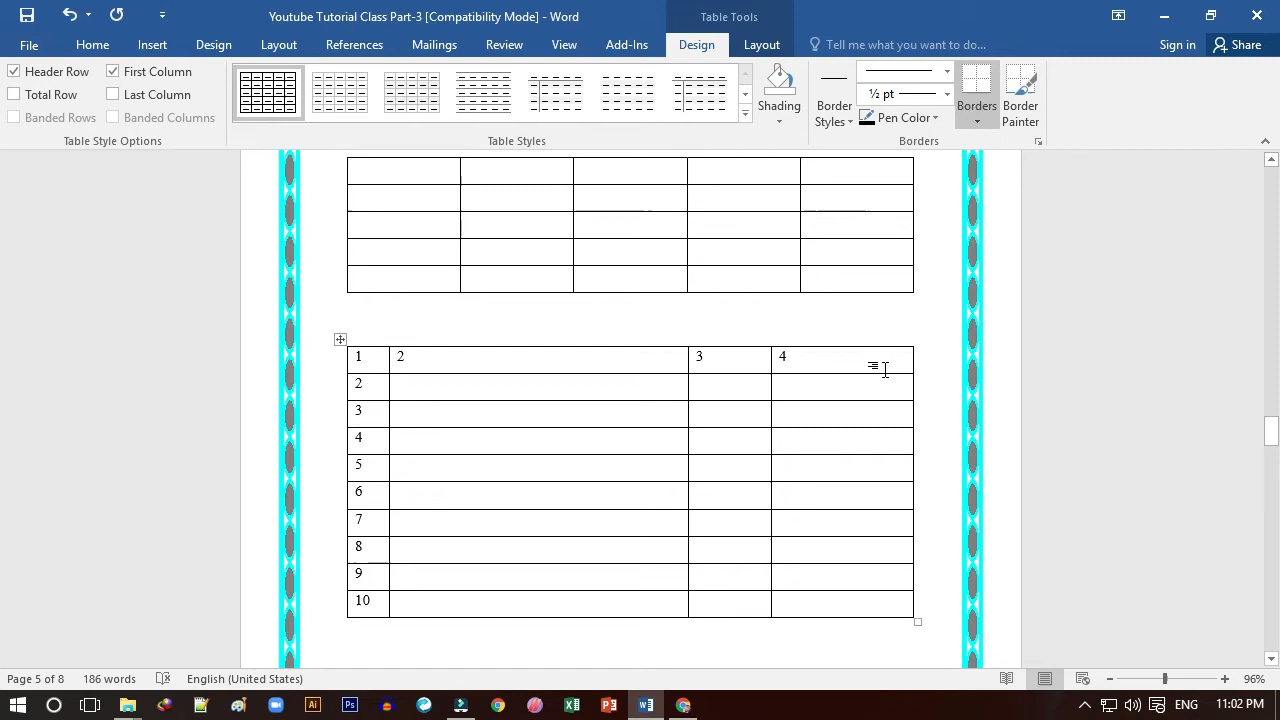 Youtube Tutorial Class Part-3 [Compatibility Mode] - Word
Table Tools
File
Home
Insert
Design
Layout
References
Mailings
Review
View
Add-Ins
Design
Layout
Tell me what you want to do...
Sign in
Share
Header Row
First Column
Total Row
Last Column
Banded Rows
Banded Columns
Table Style Options
Table Styles
Shading
Border
Styles
½ pt
Pen Color
Borders
Border
Painter
Borders
1 2 3 4
2
3
4
5
6
7
8
9
10
Page 5 of 8
186 words
English (United States)
96%
Ai
Ps
ENG
11:02 PM